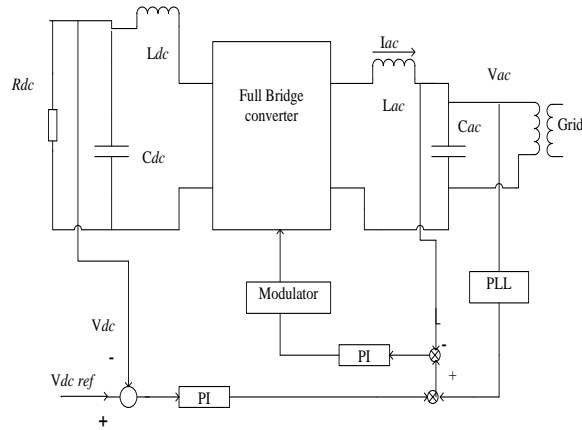 Iac
Ldc
Vac
Rdc
Full Bridge
converter
Lac
Cac
Grid
Cdc
PLL
Modulator
L
Vdc
-
-
PI
+
Vdc ref
-
PI
+